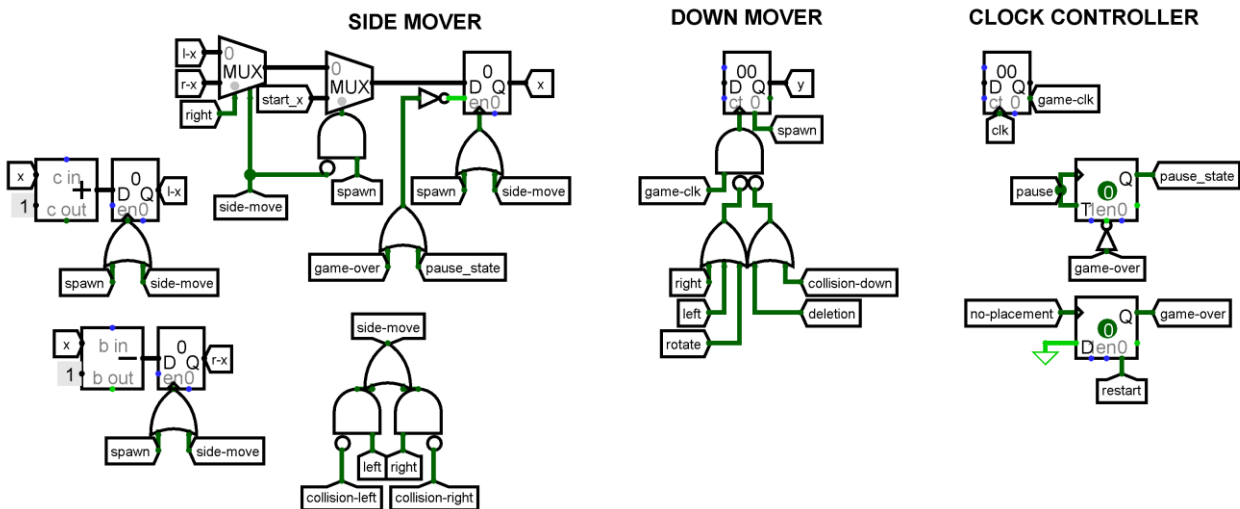 SIDE MOVER
DOWN MOVER
CLOCK CONTROLLER
l-x
0
MUX
r-x
right
0
MUX
start_x
0
D Q
en0
x
spawn
side-move
spawn
side-move
game-over
pause_state
x
c in
+
1
c out
0
D Q
en0
l-x
spawn
side-move
x
b in
−
1
b out
0
D Q
en0
r-x
spawn
side-move
side-move
left
right
collision-left
collision-right
00
D Q
ct 0
y
spawn
game-clk
right
left
rotate
collision-down
deletion
00
D Q
ct 0
game-clk
clk
pause
Q
0
T
1en0
pause_state
game-over
no-placement
Q
0
D
1en0
game-over
restart